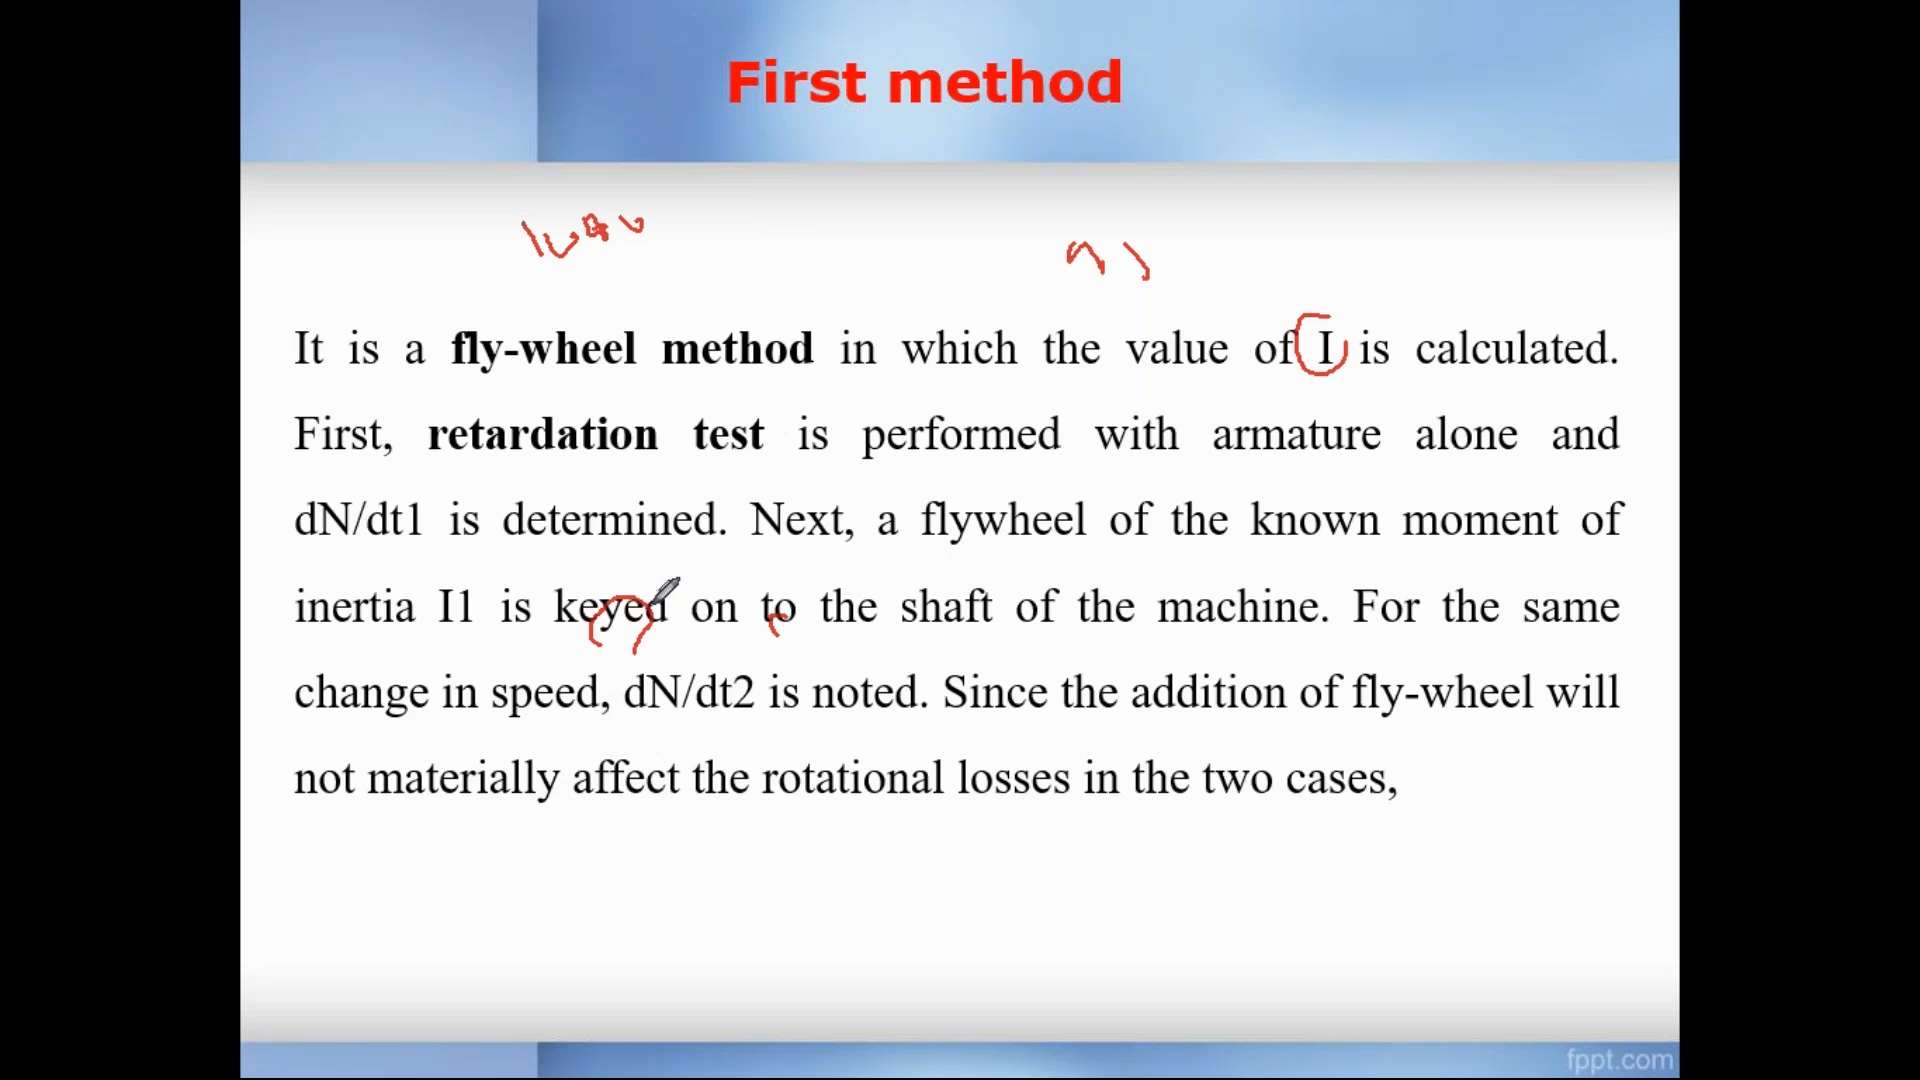 First method
It is a fly-wheel method in which the value of I is calculated.
First, retardation test is performed with armature alone and
dN/dt1 is determined. Next, a flywheel of the known moment of
inertia I1 is keyed on to the shaft of the machine. For the same
change in speed, dN/dt2 is noted. Since the addition of fly-wheel will
not materially affect the rotational losses in the two cases,
fppt.com